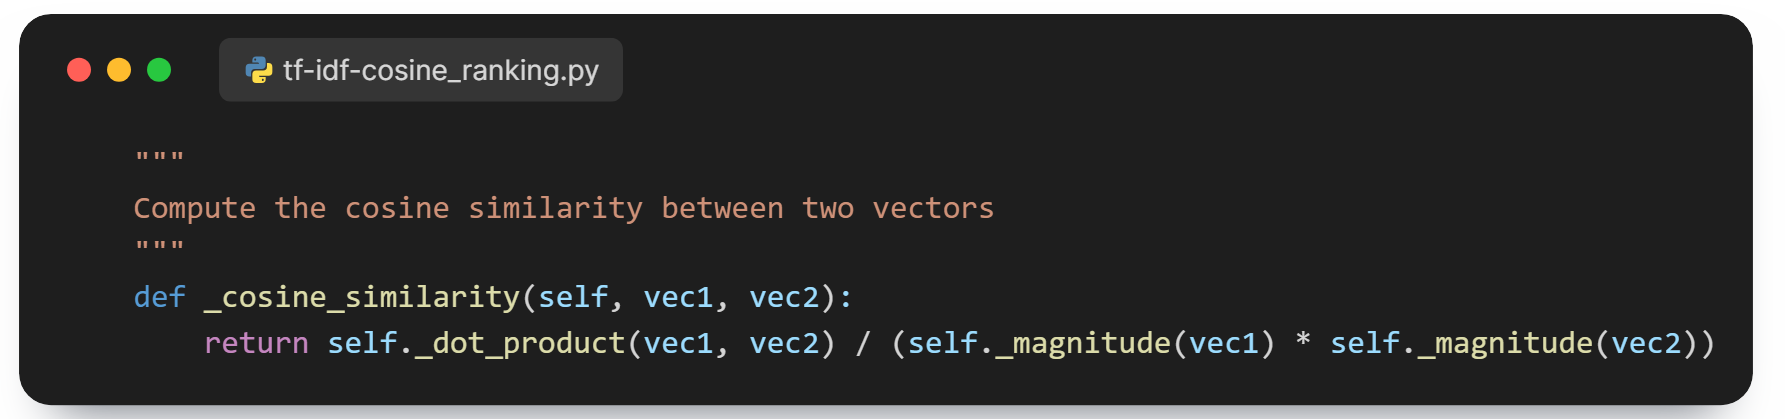 tf-idf-cosine_ranking.py
"""
Compute the cosine similarity between two vectors
"""
def _cosine_similarity(self, vec1, vec2):
    return self._dot_product(vec1, vec2) / (self._magnitude(vec1) * self._magnitude(vec2))